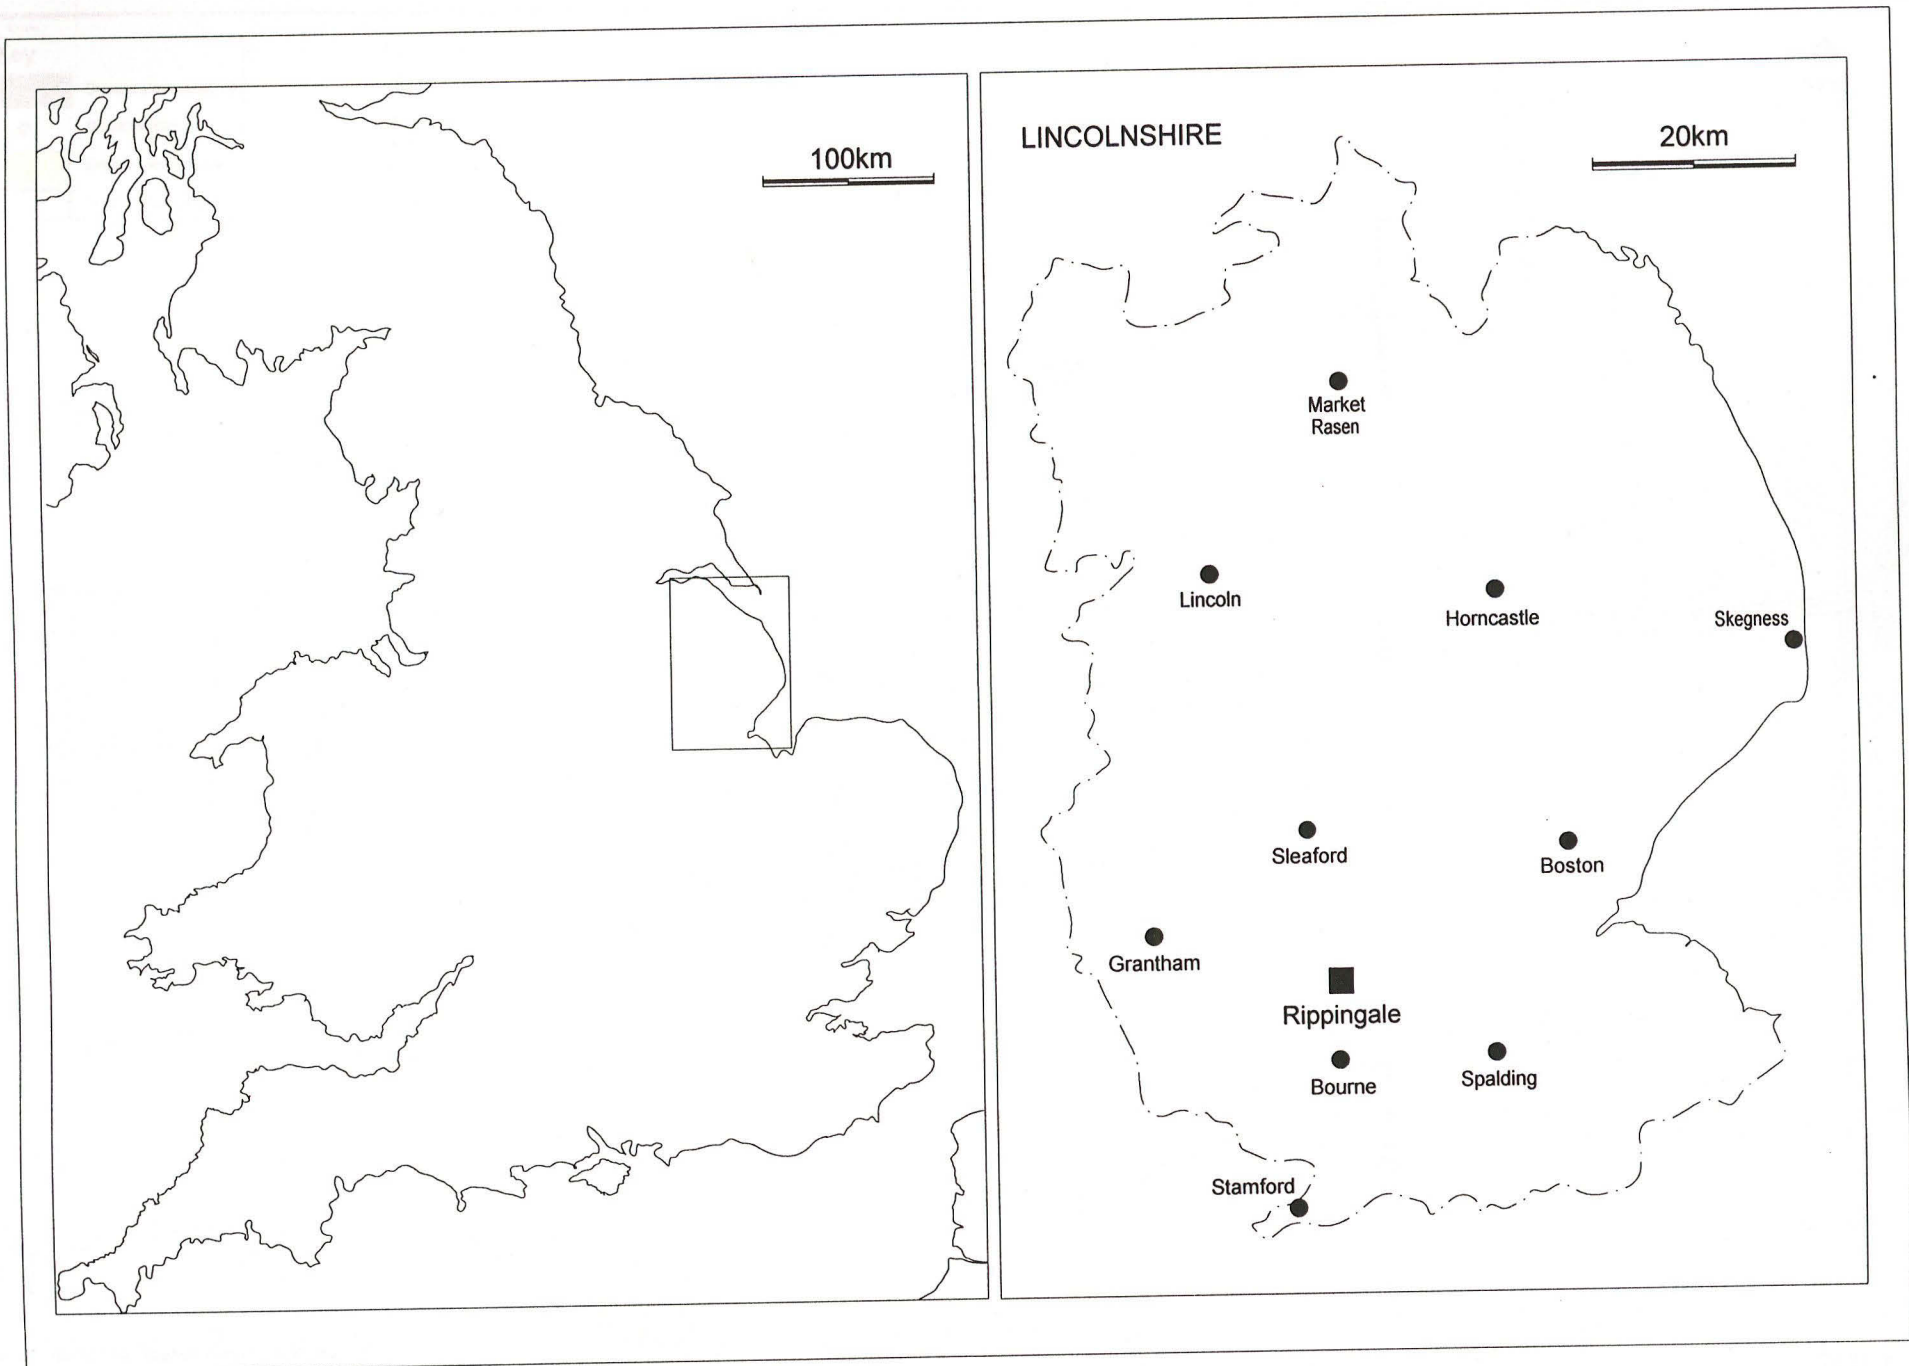 100km
LINCOLNSHIRE
20km
Market
Rasen
Lincoln
Horncastle
Skegness
Sleaford
Boston
Grantham
Rippingale
Bourne
Spalding
Stamford